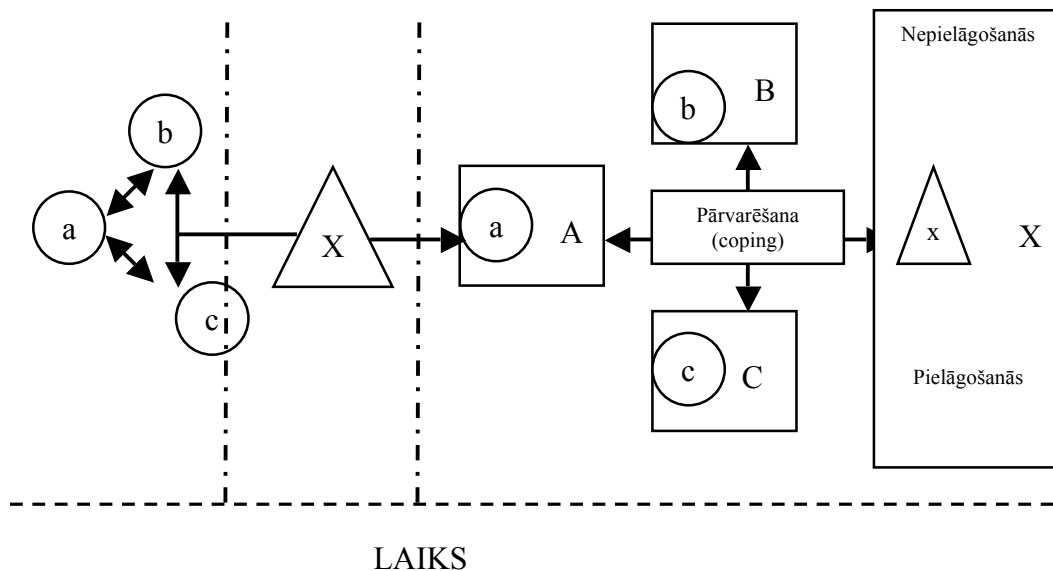 b
a
c
X
a A
b B
Pārvarēšana
(coping)
c C
Nepielāgošanās
x X
Pielāgošanās
LAIKS